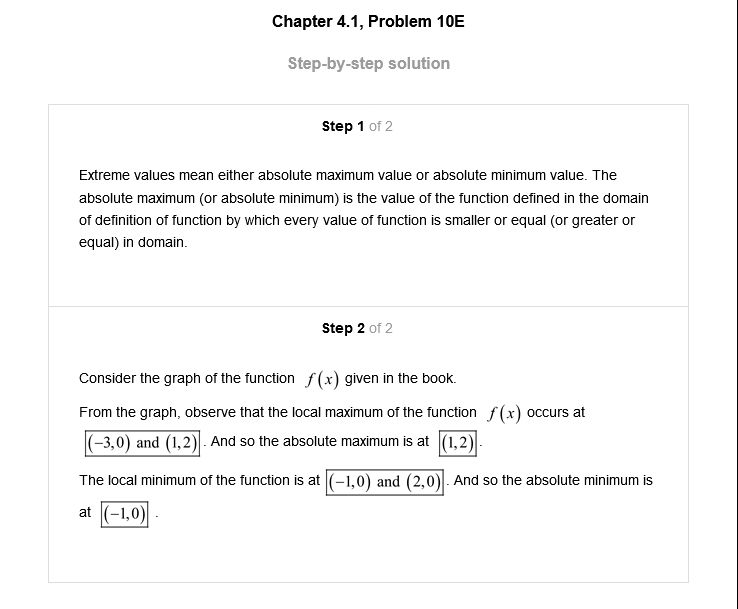 Chapter 4.1, Problem 10E
Step-by-step solution
Step 1 of 2
Extreme values mean either absolute maximum value or absolute minimum value. The
absolute maximum (or absolute minimum) is the value of the function defined in the domain
of definition of function by which every value of function is smaller or equal (or greater or
equal) in domain.
Step 2 of 2
Consider the graph of the function f(x) given in the book.
From the graph, observe that the local maximum of the function f(x) occurs at
(−3,0) and (1,2). And so the absolute maximum is at (1,2).
The local minimum of the function is at (−1,0) and (2,0). And so the absolute minimum is
at (−1,0).